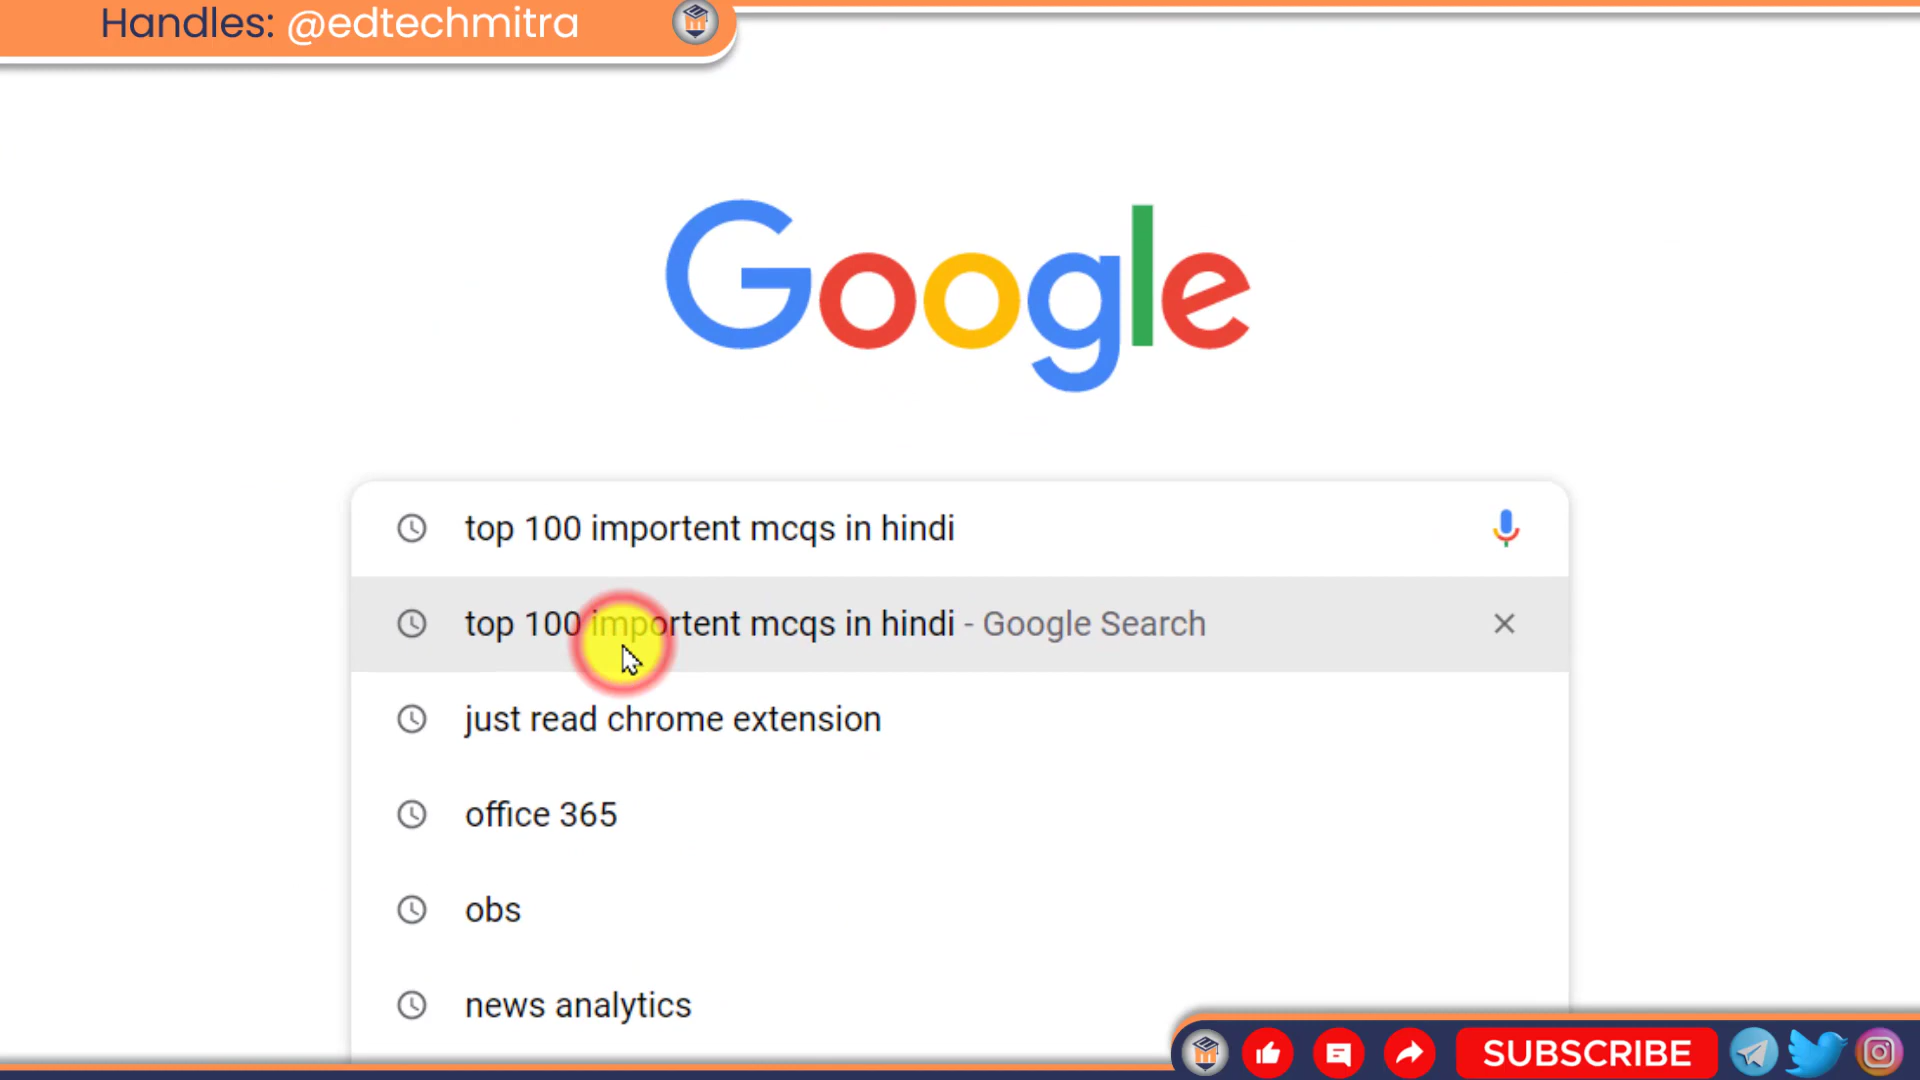 Handles: @edtechmitra
Google
top 100 importent mcqs in hindi
top 100 importent mcqs in hindi - Google Search
just read chrome extension
office 365
obs
news analytics
SUBSCRIBE